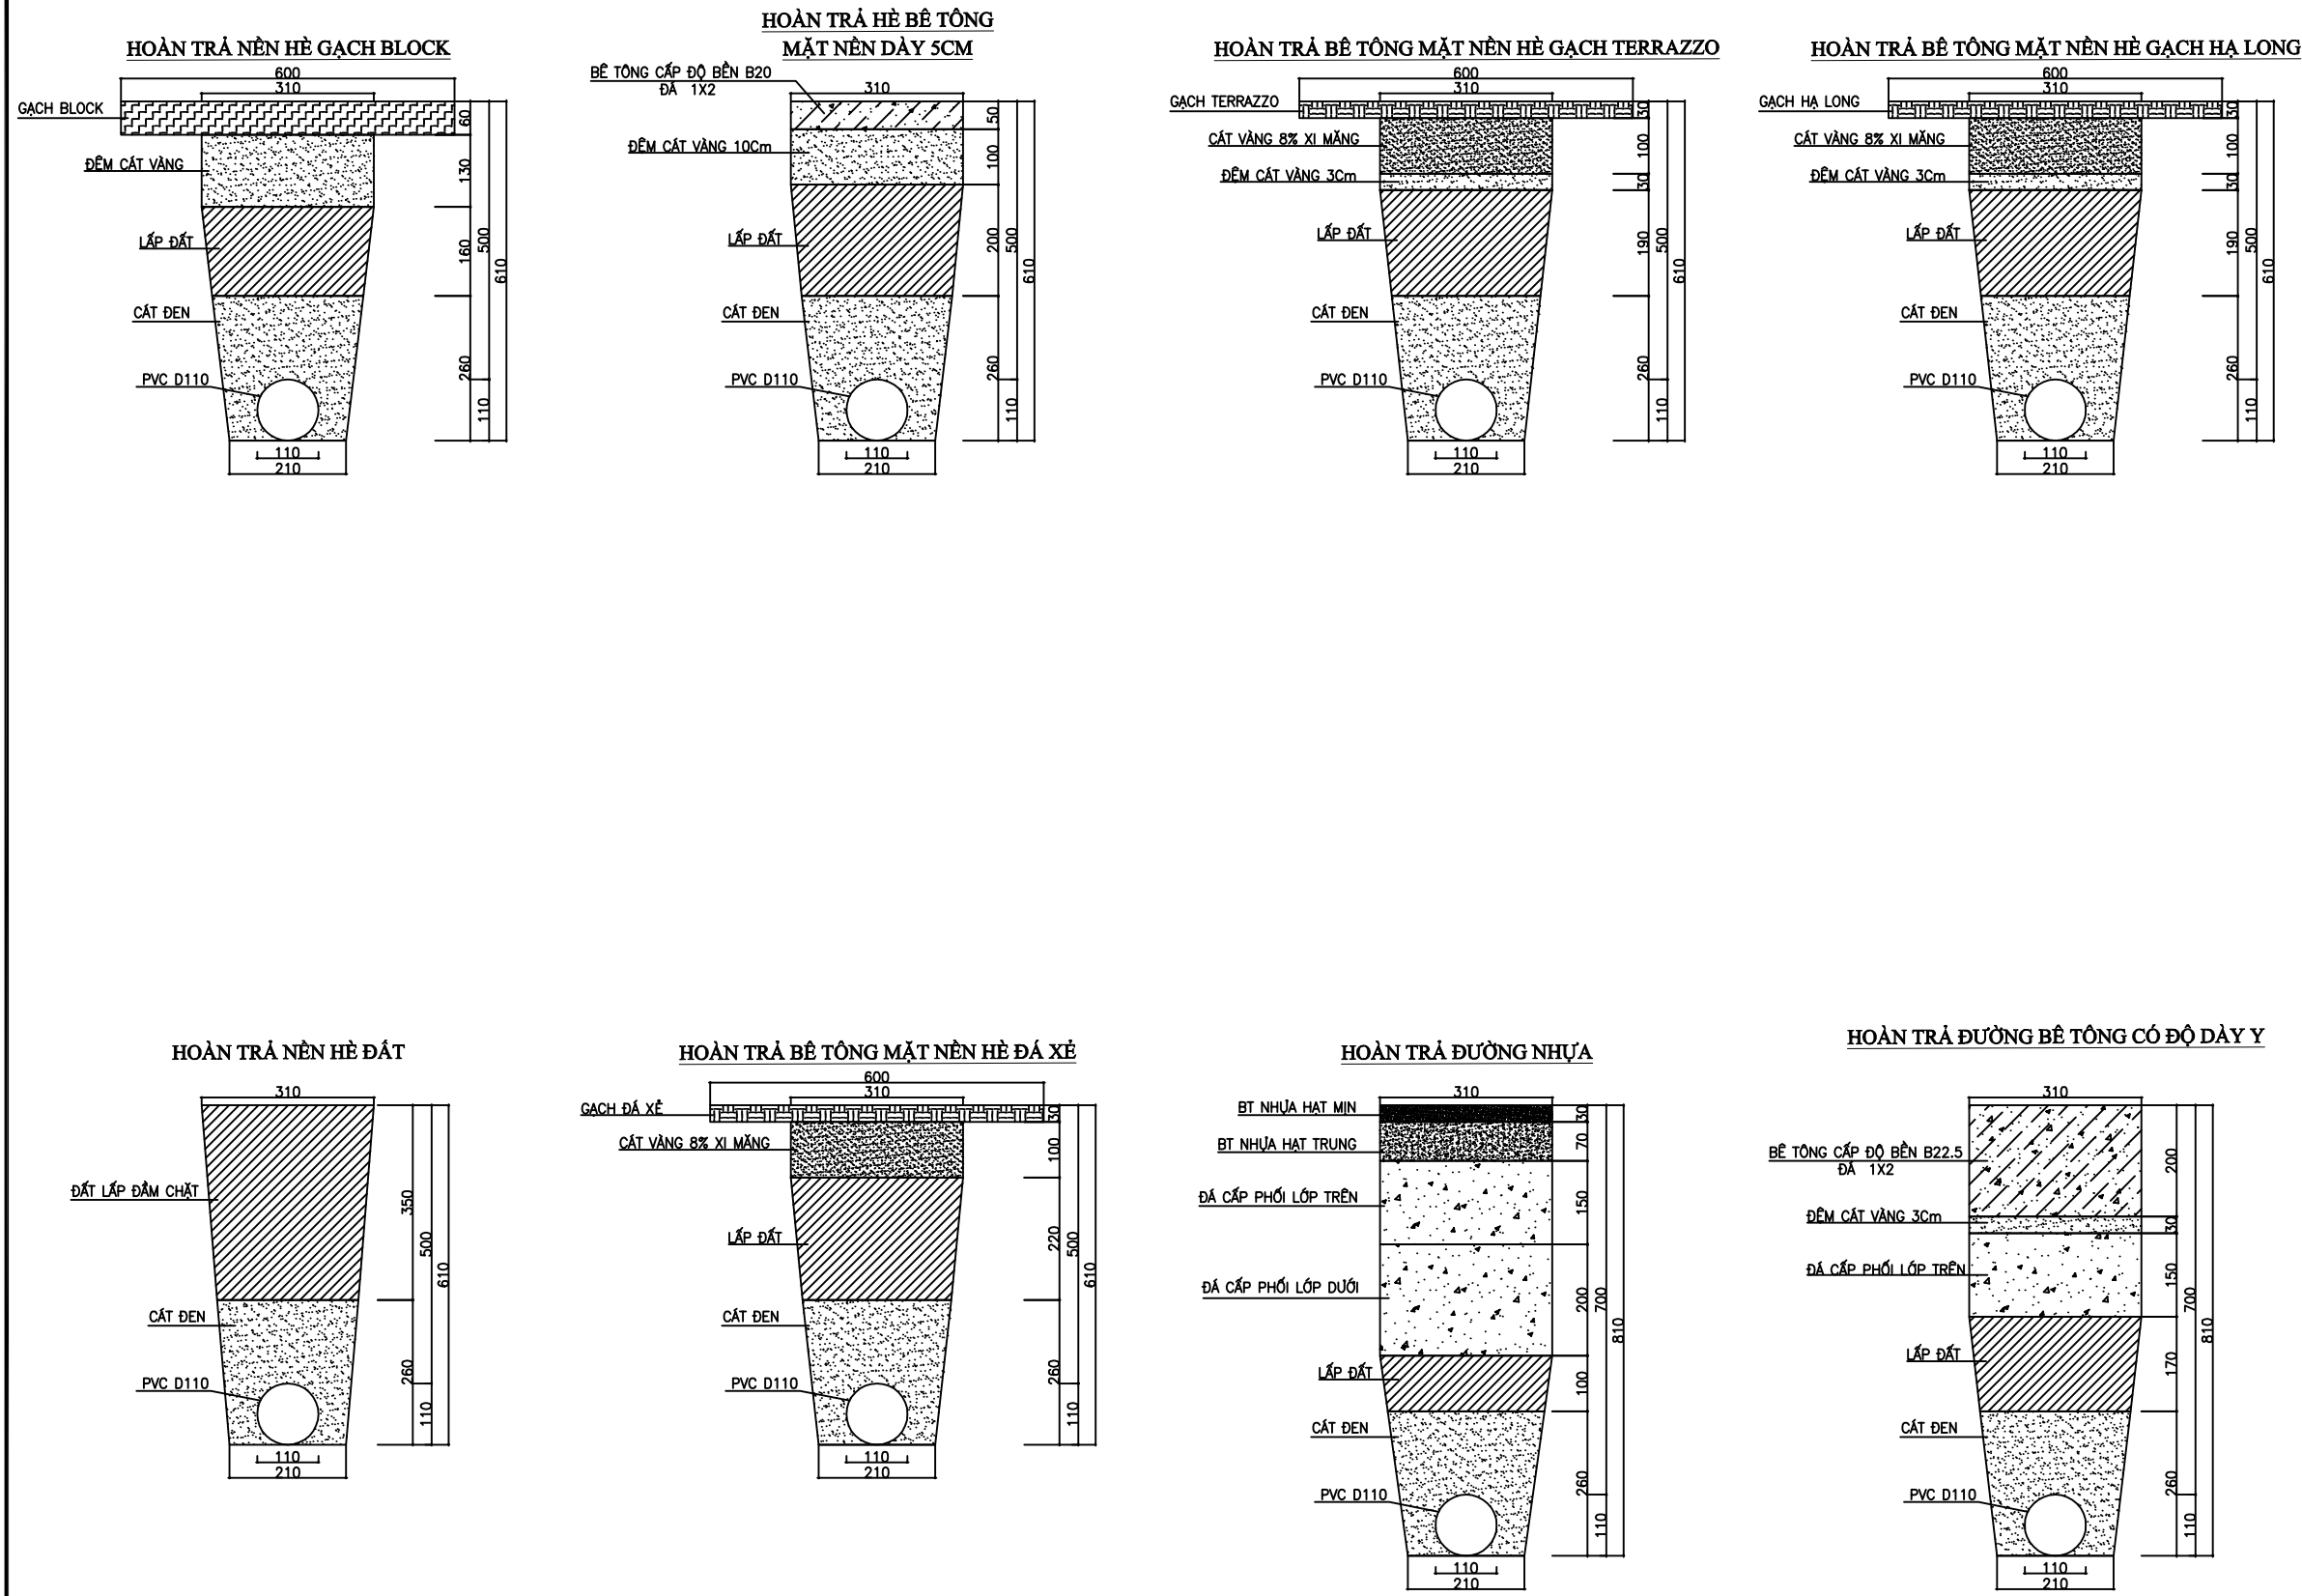 HOÀN TRẢ NỀN HÈ GẠCH BLOCK
600
310
GẠCH BLOCK
ĐỆM CÁT VÀNG
LẤP ĐẤT
CÁT ĐEN
PVC D110
60
130
160
260
500
110
610
110
210
HOÀN TRẢ HÈ BÊ TÔNG
MẶT NỀN DÀY 5CM
BÊ TÔNG CẤP ĐỘ BỀN B20
ĐÁ 1X2
310
ĐỆM CÁT VÀNG 10Cm
LẤP ĐẤT
CÁT ĐEN
PVC D110
50
100
200
260
500
110
610
110
210
HOÀN TRẢ BÊ TÔNG MẶT NỀN HÈ GẠCH TERRAZZO
600
310
GẠCH TERRAZZO
CÁT VÀNG 8% XI MĂNG
ĐỆM CÁT VÀNG 3Cm
LẤP ĐẤT
CÁT ĐEN
PVC D110
30
100
30
190
260
500
110
610
110
210
HOÀN TRẢ BÊ TÔNG MẶT NỀN HÈ GẠCH HẠ LONG
600
310
GẠCH HẠ LONG
CÁT VÀNG 8% XI MĂNG
ĐỆM CÁT VÀNG 3Cm
LẤP ĐẤT
CÁT ĐEN
PVC D110
30
100
30
190
260
500
110
610
110
210
HOÀN TRẢ NỀN HÈ ĐẤT
310
ĐẤT LẤP ĐẦM CHẶT
CÁT ĐEN
PVC D110
350
260
500
110
610
110
210
HOÀN TRẢ BÊ TÔNG MẶT NỀN HÈ ĐÁ XẺ
600
310
GẠCH ĐÁ XẺ
CÁT VÀNG 8% XI MĂNG
LẤP ĐẤT
CÁT ĐEN
PVC D110
30
100
220
260
500
110
610
110
210
HOÀN TRẢ ĐƯỜNG NHỰA
310
BT NHỰA HẠT MỊN
BT NHỰA HẠT TRUNG
ĐÁ CẤP PHỐI LỚP TRÊN
ĐÁ CẤP PHỐI LỚP DƯỚI
LẤP ĐẤT
CÁT ĐEN
PVC D110
30
70
150
200
100
260
700
110
810
110
210
HOÀN TRẢ ĐƯỜNG BÊ TÔNG CÓ ĐỘ DÀY Y
310
BÊ TÔNG CẤP ĐỘ BỀN B22.5
ĐÁ 1X2
ĐỆM CÁT VÀNG 3Cm
ĐÁ CẤP PHỐI LỚP TRÊN
LẤP ĐẤT
CÁT ĐEN
PVC D110
200
30
150
170
260
700
110
810
110
210